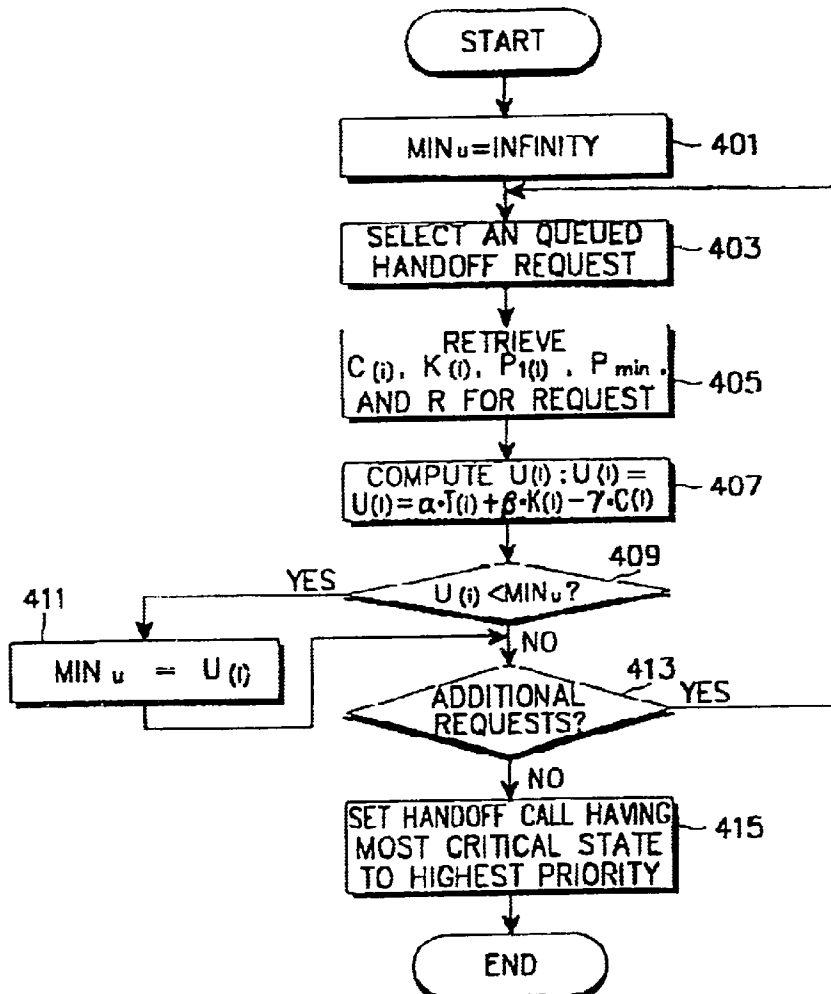 START
MINu=INFINITY
401
SELECT AN QUEUED
HANDOFF REQUEST
403
RETRIEVE
C(i), K(i), P1(i), Pmin,
AND R FOR REQUEST
405
COMPUTE U(i):U(i)=
U(i)=α·T(i)+β·K(i)-γ·C(i)
407
409
YES
U(i)<MINu?
411
NO
MINu = U(i)
413
YES
ADDITIONAL
REQUESTS?
NO
SET HANDOFF CALL HAVING
MOST CRITICAL STATE
TO HIGHEST PRIORITY
415
END